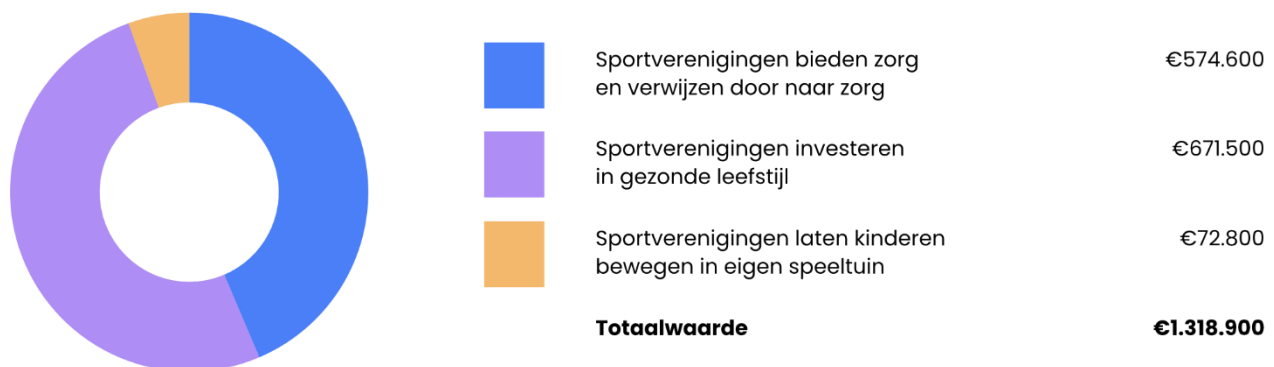 Sportverenigingen bieden zorg
en verwijzen door naar zorg
€574.600
Sportverenigingen investeren
in gezonde leefstijl
€671.500
Sportverenigingen laten kinderen
bewegen in eigen speeltuin
€72.800
Totaalwaarde
€1.318.900